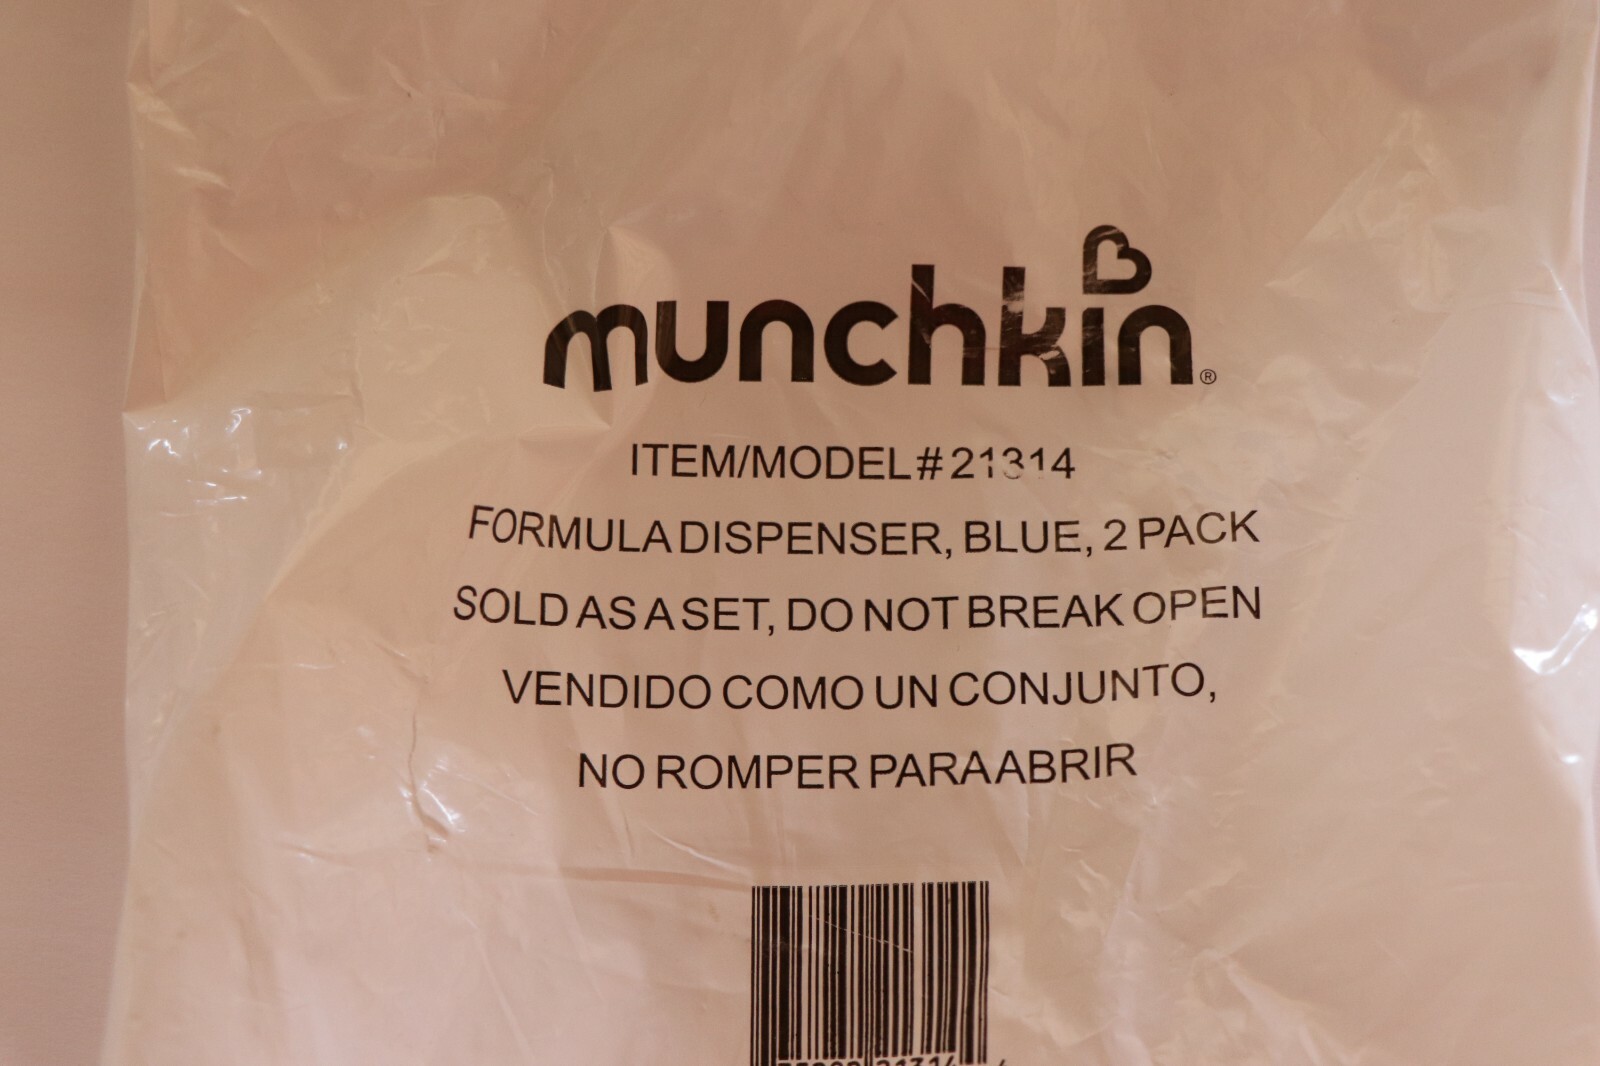 munchkin®
ITEM/MODEL#21314
FORMULA DISPENSER, BLUE, 2 PACK
SOLD AS A SET, DO NOT BREAK OPEN
VENDIDO COMO UN CONJUNTO,
NO ROMPER PARA ABRIR
21314